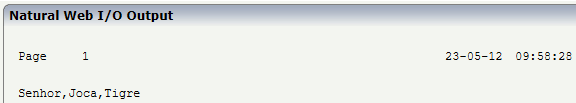 Natural Web I/O Output
Page 1 23-05-12 09:58:28
Senhor,Joca,Tigre